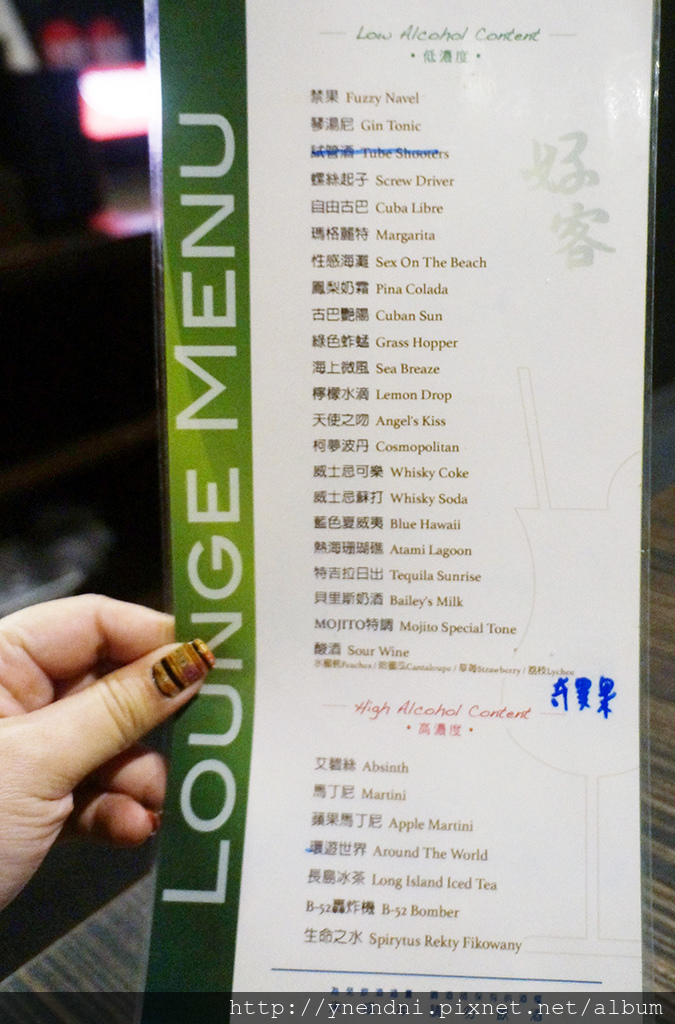 LOUNGE MENU
Low Alcohol Content
• 低濃度 •
好客
禁果 Fuzzy Navel
琴湯尼 Gin Tonic
試管酒 Tube Shooters
螺絲起子 Screw Driver
自由古巴 Cuba Libre
瑪格麗特 Margarita
性感海灘 Sex On The Beach
鳳梨奶霜 Pina Colada
古巴艷陽 Cuban Sun
綠色蚱蜢 Grass Hopper
海上微風 Sea Breaze
檸檬水滴 Lemon Drop
天使之吻 Angel's Kiss
柯夢波丹 Cosmopolitan
威士忌可樂 Whisky Coke
威士忌蘇打 Whisky Soda
藍色夏威夷 Blue Hawaii
熱海珊瑚礁 Atami Lagoon
特吉拉日出 Tequila Sunrise
貝里斯奶酒 Bailey's Milk
MOJITO特調 Mojito Special Tone
酸酒 Sour Wine
水蜜桃Peaches / 哈蜜瓜Cantaloupe / 草莓Strawberry / 荔枝Lychee
奇異果
High Alcohol Content
• 高濃度 •
艾碧絲 Absinth
馬丁尼 Martini
蘋果馬丁尼 Apple Martini
環遊世界 Around The World
長島冰茶 Long Island Iced Tea
B-52轟炸機 B-52 Bomber
生命之水 Spirytus Rekty Fikowany
http://ynendni.pixnet.net/album